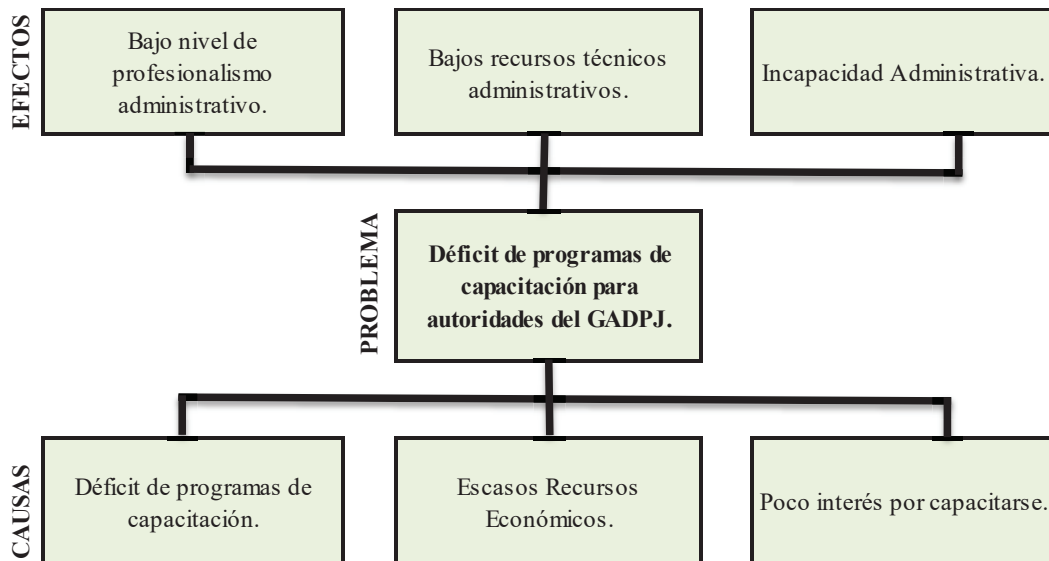 EFECTOS
Bajo nivel de
profesionalismo
administrativo.
Bajos recursos técnicos
administrativos.
Incapacidad Administrativa.
PROBLEMA
Déficit de programas de
capacitación para
autoridades del GADPJ.
CAUSAS
Déficit de programas de
capacitación.
Escasos Recursos
Económicos.
Poco interés por capacitarse.